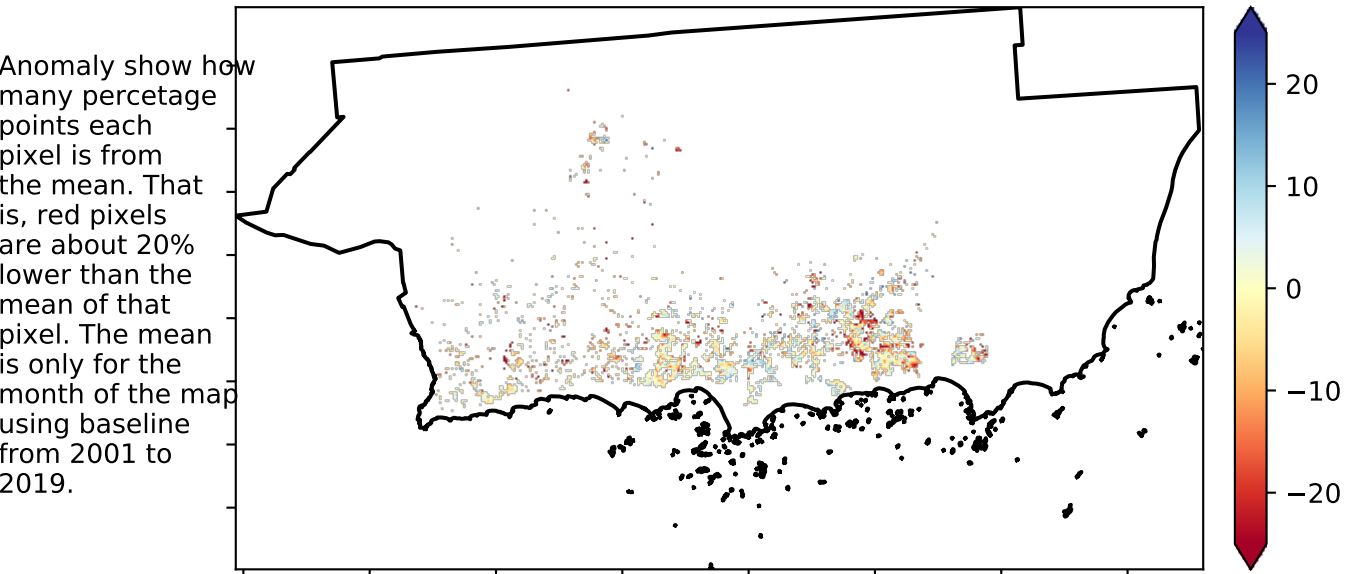 Anomaly show how
many percetage
points each
pixel is from
the mean. That
is, red pixels
are about 20%
lower than the
mean of that
pixel. The mean
is only for the
month of the map
using baseline
from 2001 to
2019.
20
10
0
−10
−20